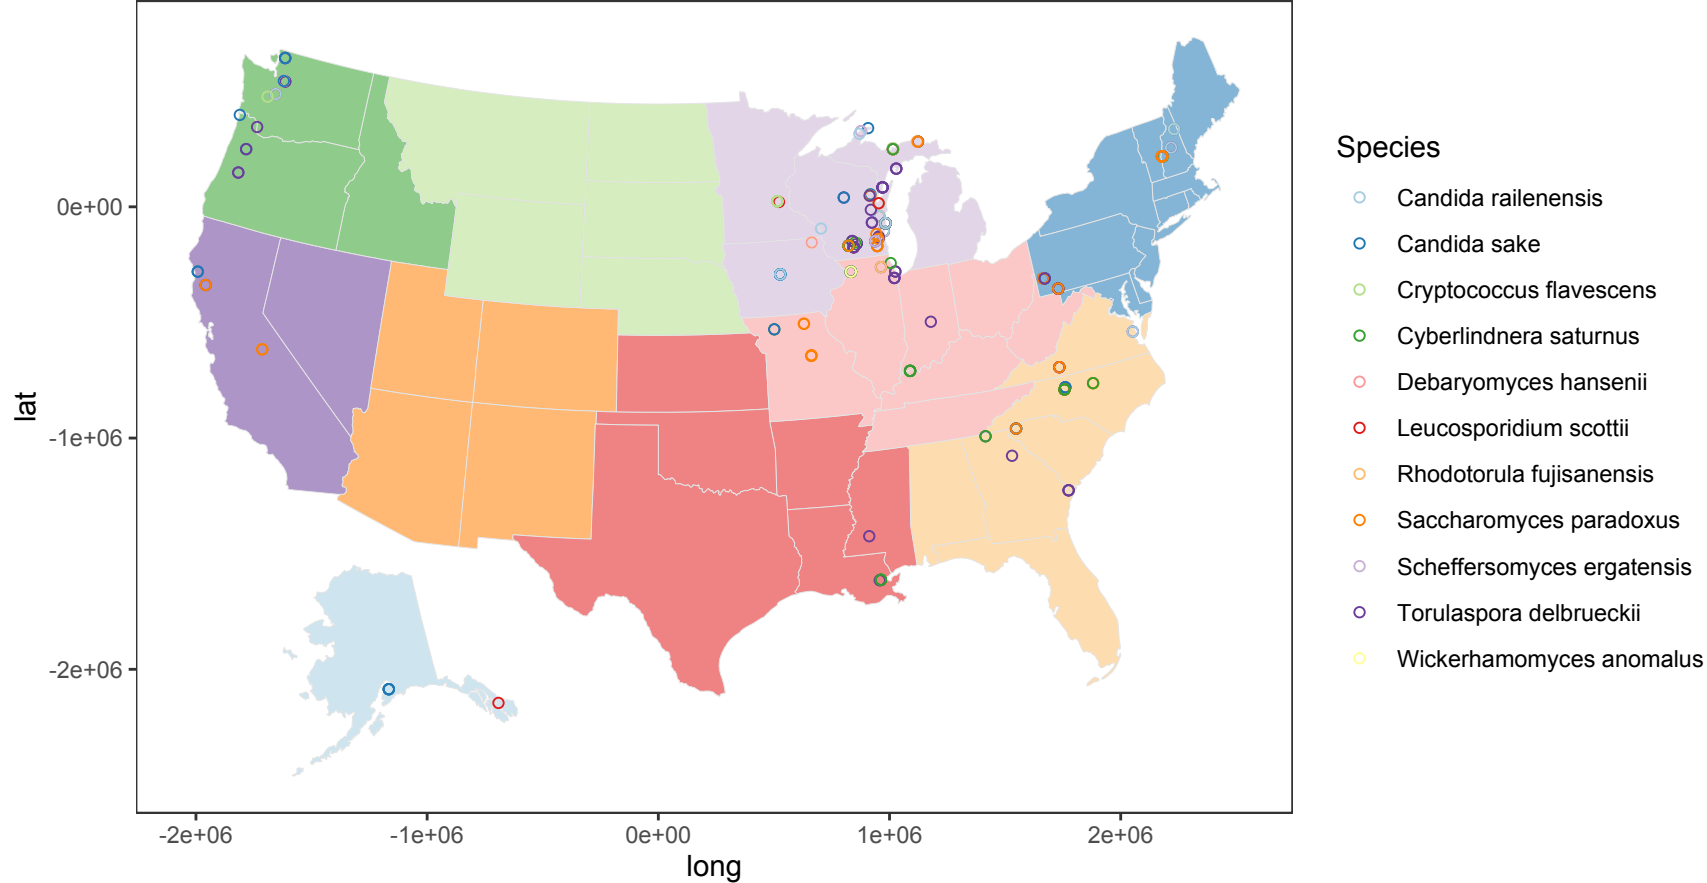 Species
Candida railenensis
Candida sake
Cryptococcus flavescens
Cyberlindnera saturnus
Debaryomyces hansenii
Leucosporidium scottii
Rhodotorula fujisanensis
Saccharomyces paradoxus
Scheffersomyces ergatensis
Torulaspora delbrueckii
Wickerhamomyces anomalus
lat
0e+00
-1e+06
-2e+06
-2e+06
-1e+06
0e+00
1e+06
2e+06
long